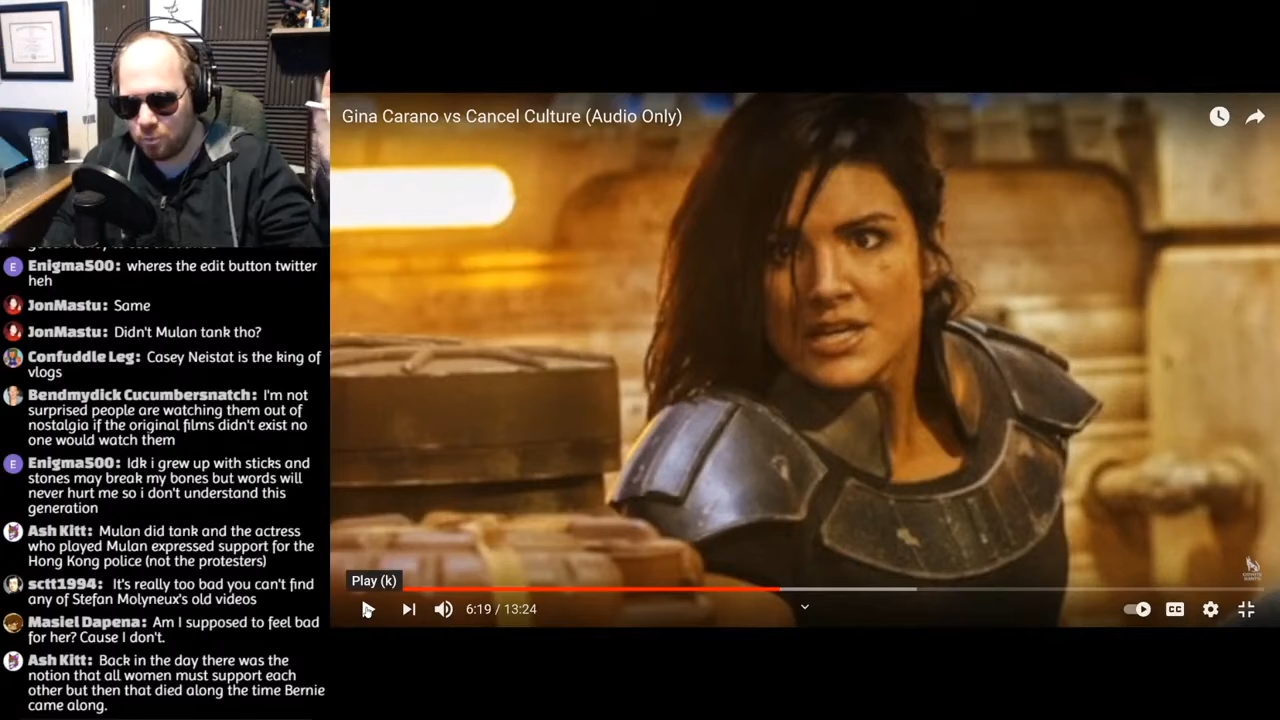 Gina Carano vs Cancel Culture (Audio Only)
Enigma500: wheres the edit button twitter
heh
JonMastu: Same
JonMastu: Didn't Mulan tank tho?
Confuddle Leg: Casey Neistat is the king of
vlogs
Bendmydick Cucumbersnatch: I'm not
surprised people are watching them out of
nostalgia if the original films didn't exist no
one would watch them
Enigma500: Idk i grew up with sticks and
stones may break my bones but words will
never hurt me so i don't understand this
generation
Ash Kitt: Mulan did tank and the actress
who played Mulan expressed support for the
Hong Kong police (not the protesters)
sctt1994: It's really too bad you can't find
any of Stefan Molyneux's old videos
Masiel Dapena: Am I supposed to feel bad
for her? Cause I don't.
Ash Kitt: Back in the day there was the
notion that all women must support each
other but then that died along the time Bernie
came along.
Play (k)
6:19 / 13:24
CC